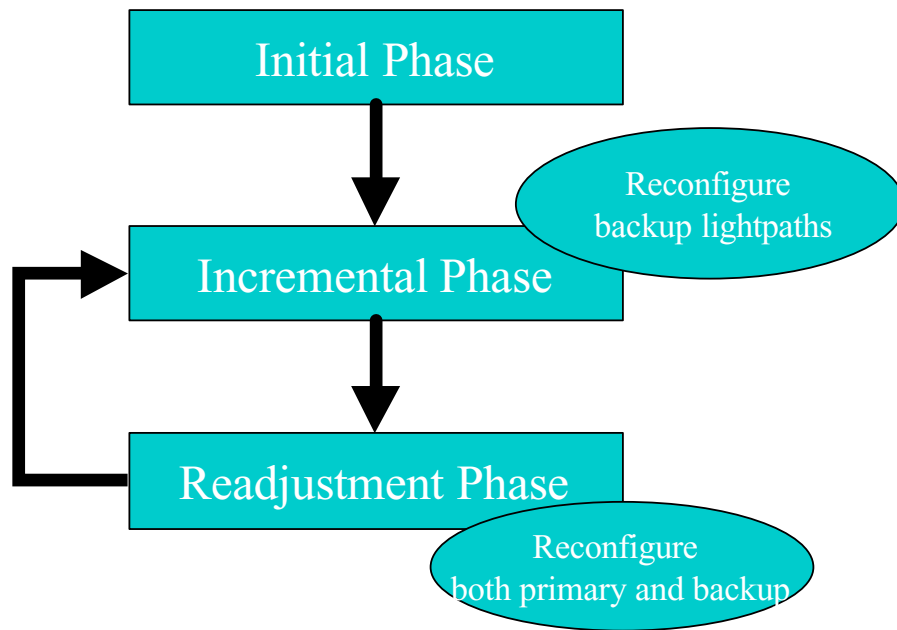 Initial Phase
Reconfigure
backup lightpaths
Incremental Phase
Readjustment Phase
Reconfigure
both primary and backup